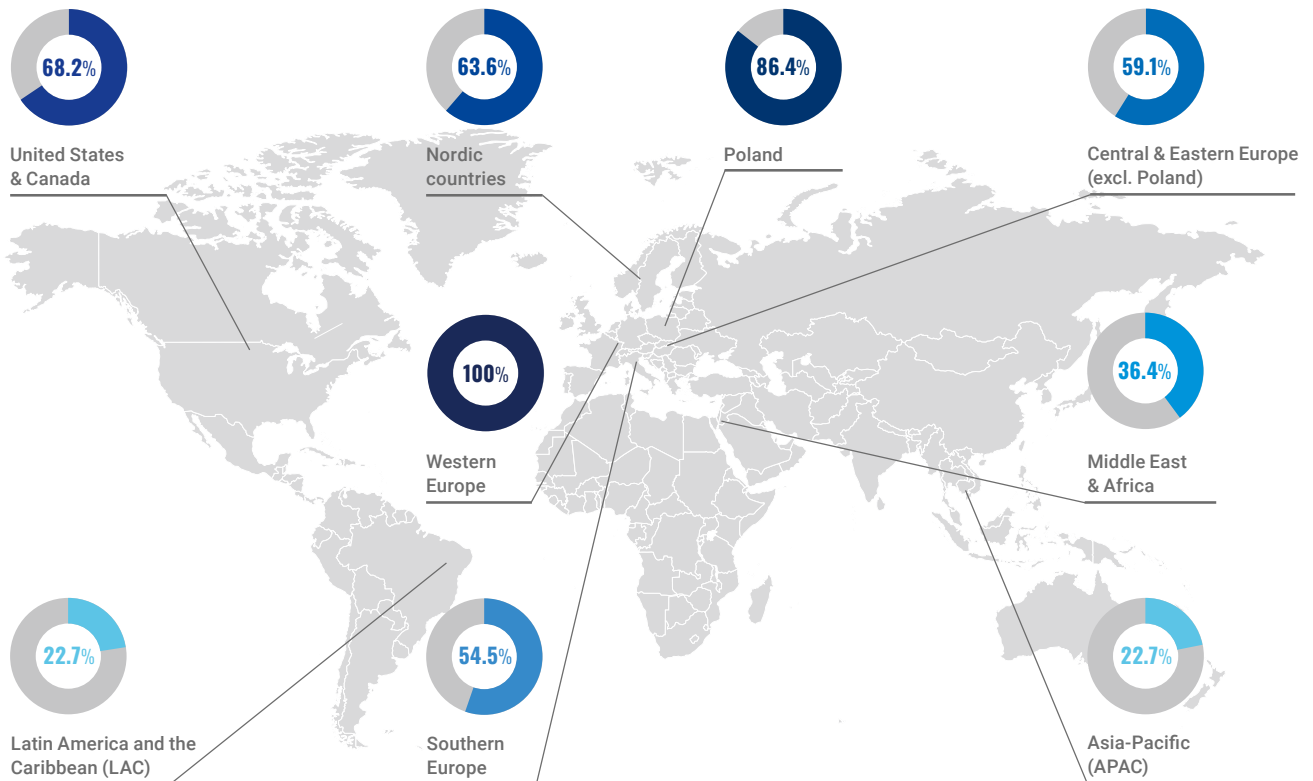 68.2%
United States
& Canada
63.6%
Nordic
countries
86.4%
Poland
59.1%
Central & Eastern Europe
(excl. Poland)
100%
Western
Europe
36.4%
Middle East
& Africa
22.7%
Latin America and the
Caribbean (LAC)
54.5%
Southern
Europe
22.7%
Asia-Pacific
(APAC)